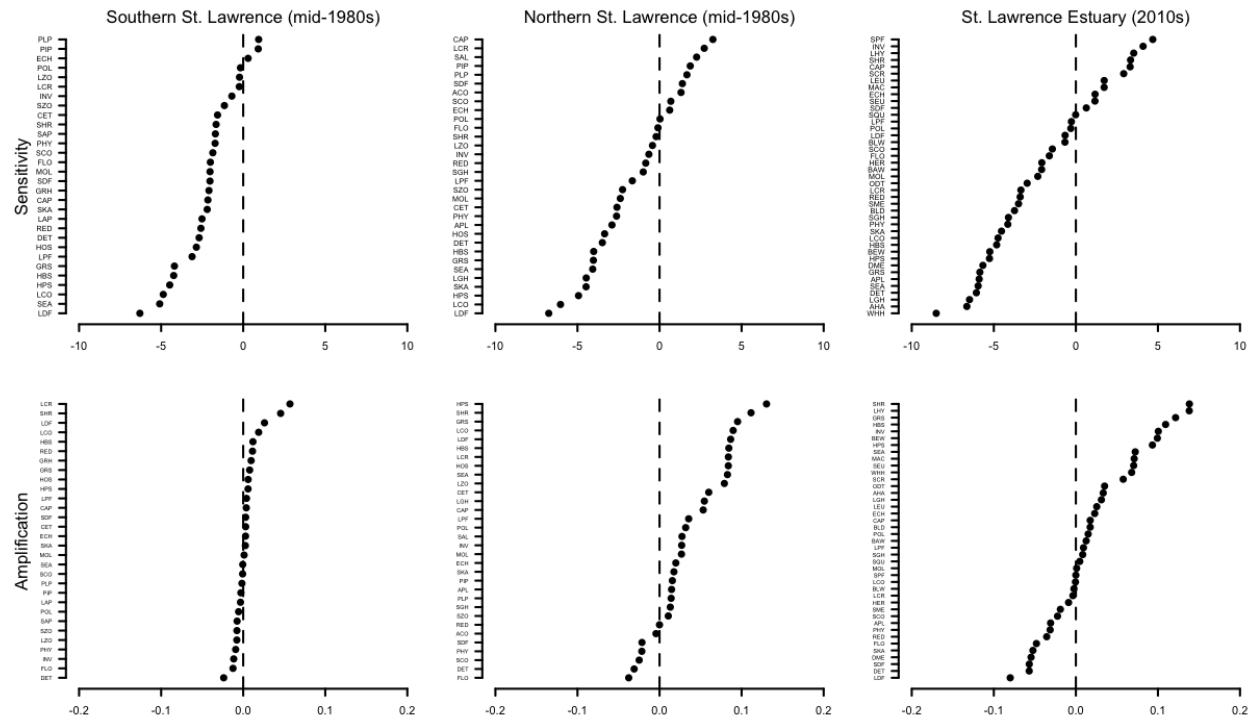 Southern St. Lawrence (mid-1980s)
Sensitivity
PLP
PIP
ECH
POL
LZO
LCR
INV
SZO
CET
SHR
SAP
PHY
SCO
FLO
MOL
SDF
GRH
CAP
SKA
LAP
RED
DET
HOS
LPF
GRS
HBS
HPS
LCO
SEA
LDF
-10 -5 0 5 10
Northern St. Lawrence (mid-1980s)
CAP
LCR
SAL
PIP
PLP
SDF
ACO
SCO
ECH
POL
FLO
SHR
LZO
INV
RED
SGH
LPF
SZO
MOL
CET
PHY
APL
HOS
DET
HBS
GRS
SEA
LGH
SKA
HPS
LCO
LDF
-10 -5 0 5 10
St. Lawrence Estuary (2010s)
SPF
INV
LHY
SHR
CAP
SCR
LEU
MAC
ECH
SEU
SDF
SQU
LPF
POL
LDF
BLW
SCO
FLO
HER
BAW
MOL
ODT
LCR
RED
SME
BLD
SGH
PHY
SKA
LCO
HBS
BEW
HPS
DME
GRS
APL
SEA
DET
LGH
AHA
WHH
-10 -5 0 5 10
Amplification
LCR
SHR
LDF
LCO
HBS
RED
GRH
GRS
HOS
HPS
LPF
CAP
SDF
CET
ECH
SKA
MOL
SEA
SCO
PLP
PIP
LAP
POL
SAP
SZO
LZO
PHY
INV
FLO
DET
-0.2 -0.1 0.0 0.1 0.2
HPS
SHR
GRS
LCO
LDF
HBS
LCR
HOS
SEA
LZO
CET
LGH
CAP
LPF
POL
SAL
INV
MOL
ECH
SKA
PIP
APL
PLP
SGH
SZO
RED
ACO
SDF
PHY
SCO
DET
FLO
-0.2 -0.1 0.0 0.1 0.2
SHR
LHY
GRS
HBS
INV
BEW
HPS
SEA
MAC
SEU
WHH
SCR
ODT
AHA
LGH
LEU
ECH
CAP
BLD
POL
BAW
LPF
SGH
SQU
MOL
SPF
LCO
BLW
LCR
HER
SME
SCO
APL
PHY
RED
FLO
SKA
DME
SDF
DET
LDF
-0.2 -0.1 0.0 0.1 0.2